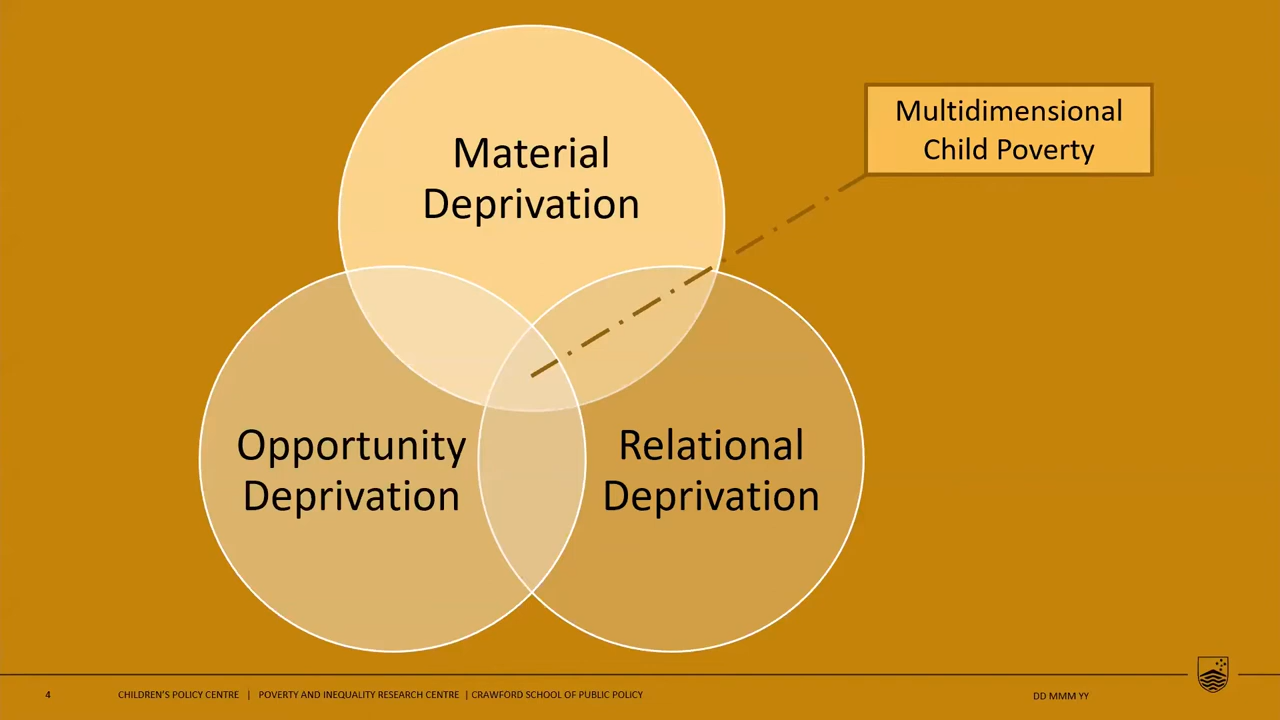 Material
Deprivation
Multidimensional
Child Poverty
Opportunity
Deprivation
Relational
Deprivation
4
CHILDREN'S POLICY CENTRE | POVERTY AND INEQUALITY RESEARCH CENTRE | CRAWFORD SCHOOL OF PUBLIC POLICY
DD MMM YY